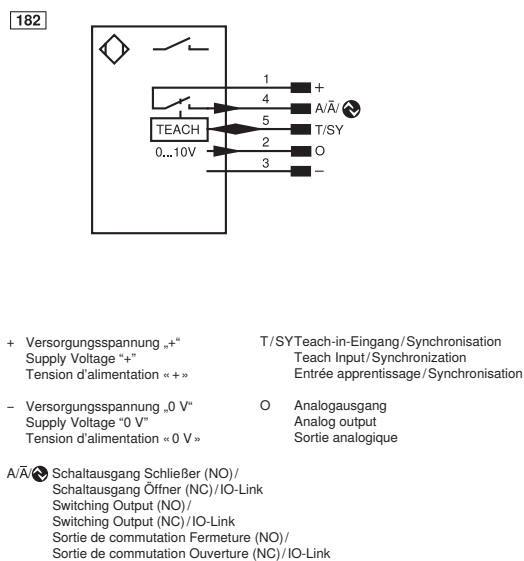 182
1 +
4 A/Ā/
TEACH 5 T/SY
0...10V 2 O
3 –
+ Versorgungsspannung „+“
Supply Voltage “+”
Tension d'alimentation «+»
– Versorgungsspannung „0 V“
Supply Voltage “0 V”
Tension d'alimentation «0 V»
A/Ā/ Schaltausgang Schließer (NO)/
Schaltausgang Öffner (NC)/IO-Link
Switching Output (NO)/
Switching Output (NC)/IO-Link
Sortie de commutation Fermeture (NO)/
Sortie de commutation Ouverture (NC)/IO-Link
T/SYTeach-in-Eingang/Synchronisation
Teach Input/Synchronization
Entrée apprentissage/Synchronisation
O Analogausgang
Analog output
Sortie analogique